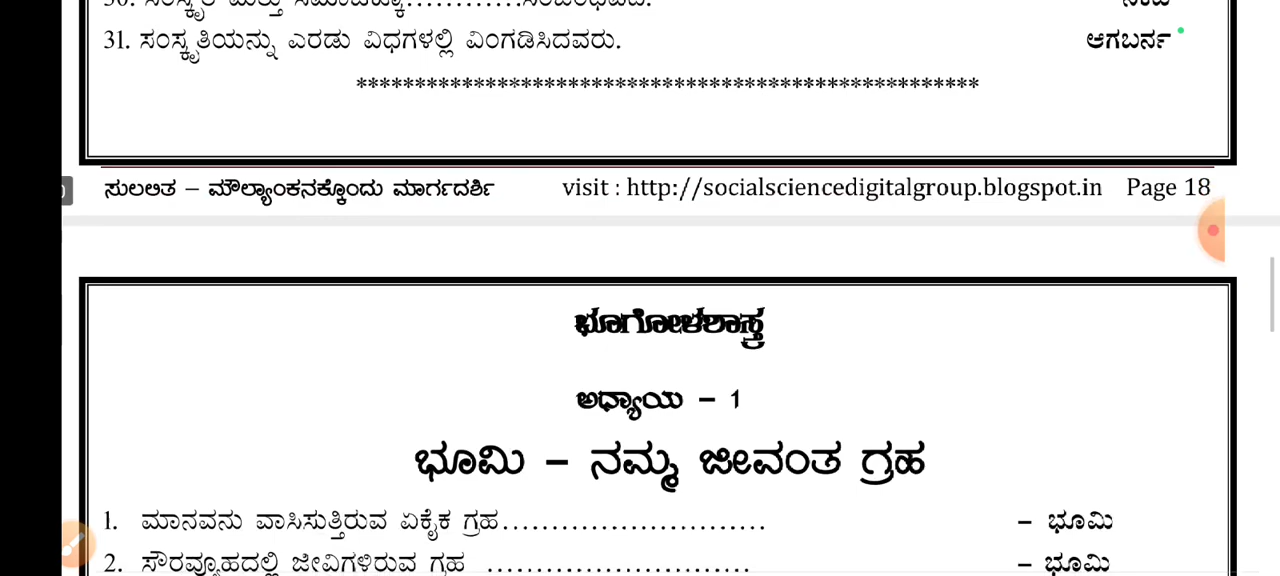 31. ಸಂಸ್ಕೃತಿಯನ್ನು ಎರಡು ವಿಧಗಳಲ್ಲಿ ವಿಂಗಡಿಸಿದವರು. ಆಗಬರ್ನ
****************************************************
ಸುಲಲಿತ – ಮೌಲ್ಯಾಂಕನಕ್ಕೊಂದು ಮಾರ್ಗದರ್ಶಿ visit : http://socialsciencedigitalgroup.blogspot.in Page 18
ಭೂಗೋಳಶಾಸ್ತ್ರ
ಅಧ್ಯಾಯ – 1
ಭೂಮಿ – ನಮ್ಮ ಜೀವಂತ ಗ್ರಹ
1. ಮಾನವನು ವಾಸಿಸುತ್ತಿರುವ ಏಕೈಕ ಗ್ರಹ.......................... – ಭೂಮಿ
2. ಸೌರವ್ಯೂಹದಲ್ಲಿ ಜೀವಿಗಳಿರುವ ಗ್ರಹ .......................... – ಭೂಮಿ